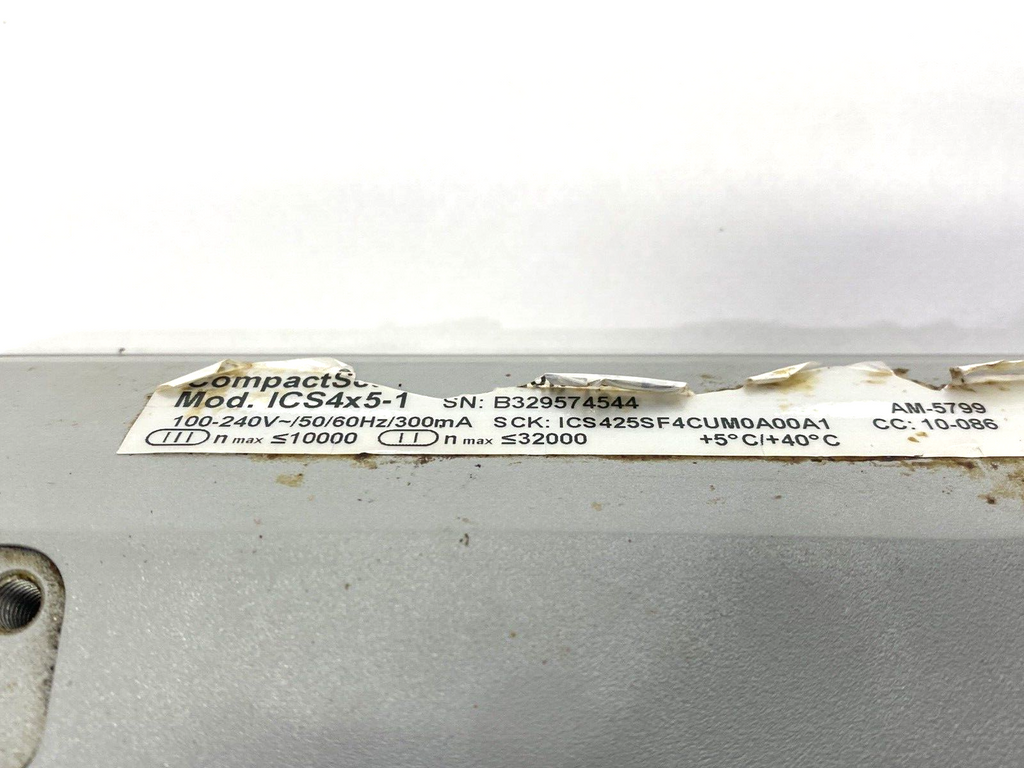 Mod. ICS4x5-1 SN: B329574544
100-240V~/50/60Hz/300mA SCK: ICS425SF4CUM0A00A1 AM-5799
III n max ≤10000 II n max ≤32000 +5°C/+40°C CC: 10-086